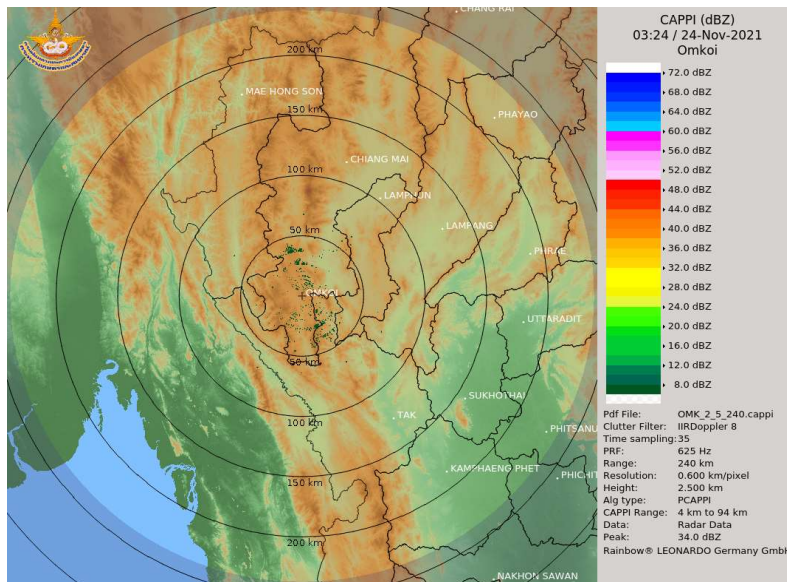 CAPPI (dBZ)
03:24 / 24-Nov-2021
Omkoi
72.0 dBZ
68.0 dBZ
64.0 dBZ
60.0 dBZ
56.0 dBZ
52.0 dBZ
48.0 dBZ
44.0 dBZ
40.0 dBZ
36.0 dBZ
32.0 dBZ
28.0 dBZ
24.0 dBZ
20.0 dBZ
16.0 dBZ
12.0 dBZ
8.0 dBZ
Pdf File: OMK_2_5_240.cappi
Clutter Filter: IIRDoppler 8
Time sampling:35
PRF: 625 Hz
Range: 240 km
Resolution: 0.600 km/pixel
Height: 2.500 km
Alg type: PCAPPI
CAPPI Range: 4 km to 94 km
Data: Radar Data
Peak: 34.0 dBZ
Rainbow® LEONARDO Germany GmbH
CHANG RAI
200 km
MAE HONG SON
150 km
PHAYAO
CHIANG MAI
100 km
LAMPHUN
LAMPANG
50 km
PHRAE
OMKOI
UTTARADIT
50 km
SUKHOTHAI
TAK
100 km
PHITSANU
KAMPHAENG PHET
PHICHIT
150 km
200 km
NAKHON SAWAN